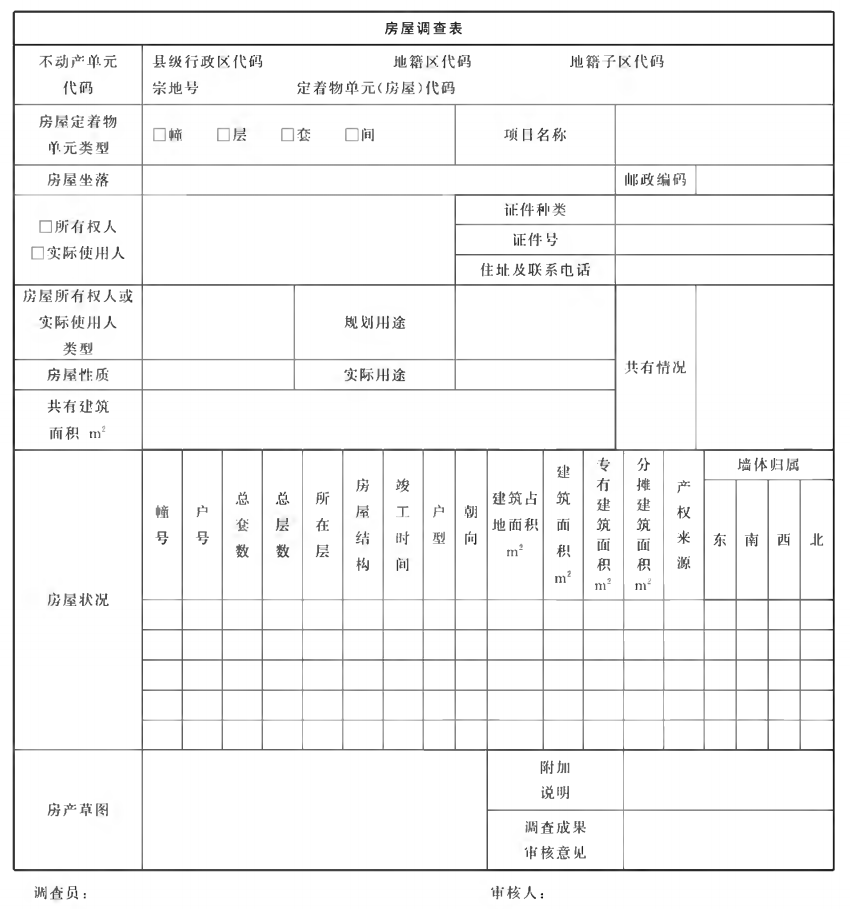 房屋调查表
不动产单元
代码
县级行政区代码 地籍区代码 地籍子区代码
宗地号 定着物单元(房屋)代码
房屋定着物
单元类型
□幢 □层 □套 □间
项目名称
房屋坐落
邮政编码
□所有权人
□实际使用人
证件种类
证件号
住址及联系电话
房屋所有权人或
实际使用人
类型
规划用途
共有情况
房屋性质
实际用途
共有建筑
面积 m²
房屋状况
幢号
户号
总套数
总层数
所在层
房屋结构
竣工时间
户型
朝向
建筑占
地面积
m²
建筑面积m²
专有建筑面积m²
分摊建筑面积m²
产权来源
墙体归属
东 南 西 北
房产草图
附加
说明
调查成果
审核意见
调查员： 审核人：